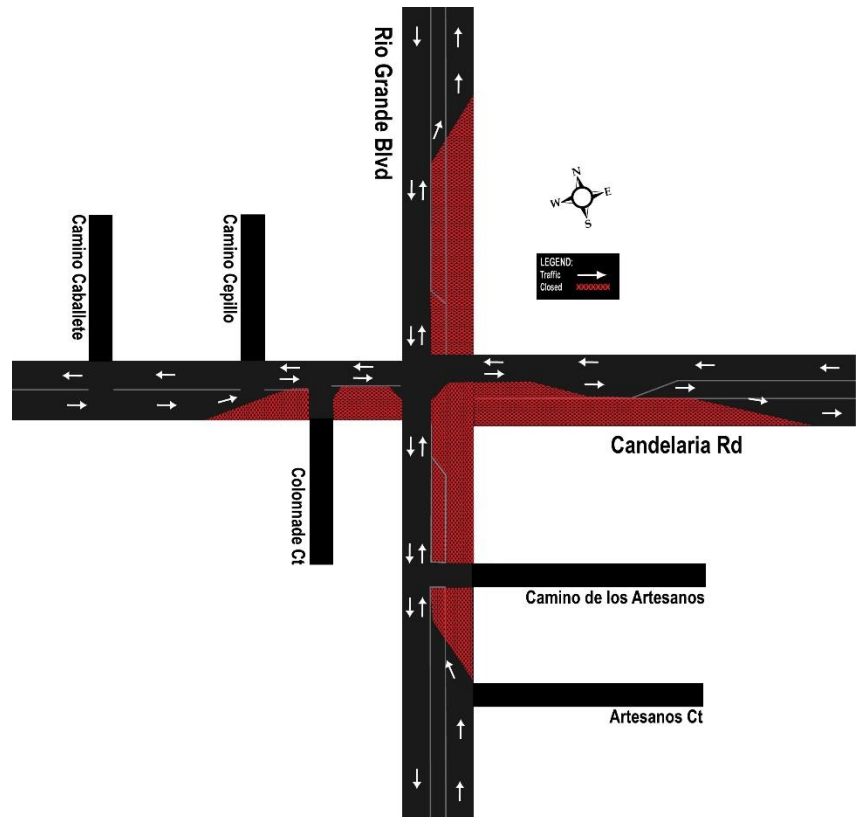 Rio Grande Blvd
N
W E
S
LEGEND:
Traffic
Closed XXXXXXX
Camino Caballete
Camino Cepillo
Candelaria Rd
Colonnade Ct
Camino de los Artesanos
Artesanos Ct